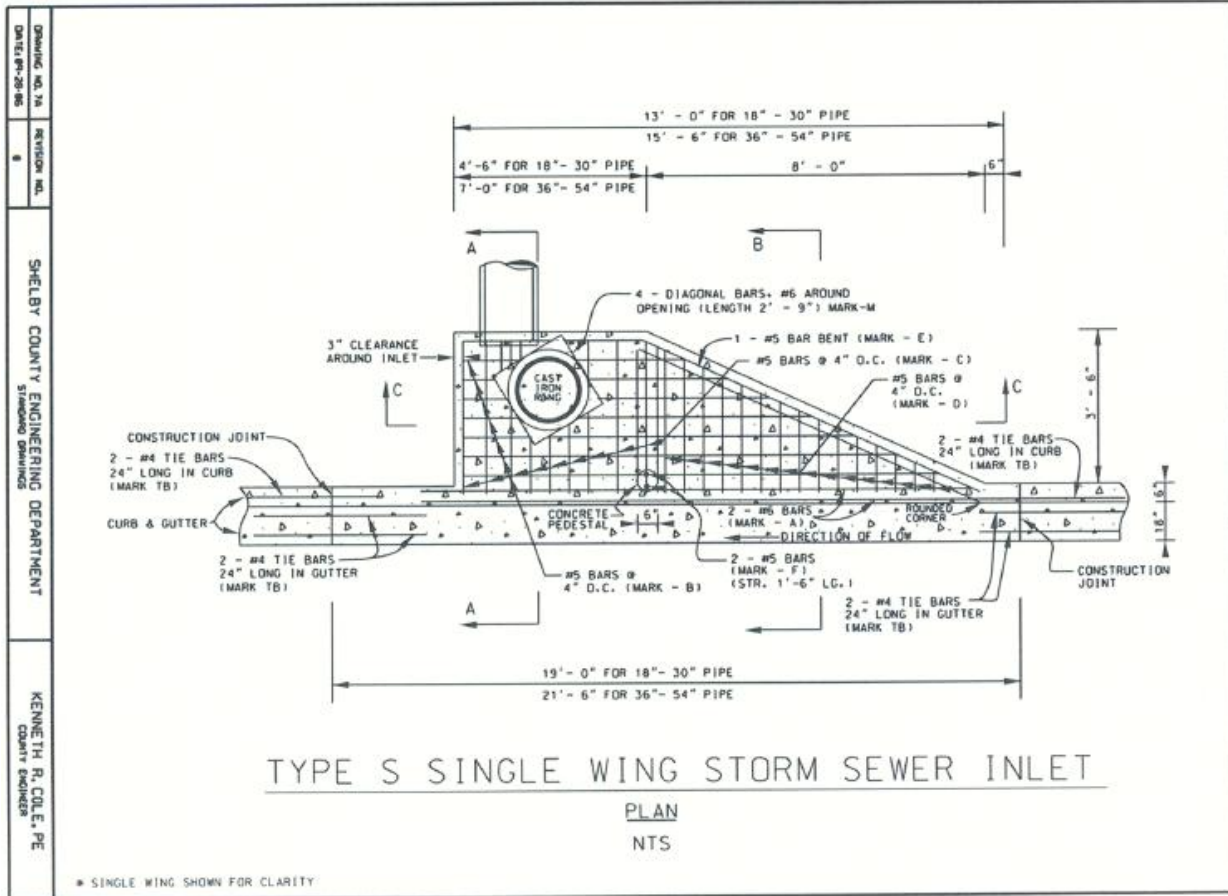 13' - 0" FOR 18" - 30" PIPE
15' - 6" FOR 36" - 54" PIPE
4'-6" FOR 18"- 30" PIPE
7'-0" FOR 36"- 54" PIPE
8' - 0"
6"
A
B
4 - DIAGONAL BARS, #6 AROUND
OPENING (LENGTH 2' - 9") MARK-M
3" CLEARANCE
AROUND INLET
1 - #5 BAR BENT (MARK - E)
#5 BARS @ 4" O.C. (MARK - C)
#5 BARS @
4" O.C.
(MARK - D)
C
CAST
IRON
RING
C
3' - 6"
CONSTRUCTION JOINT
2 - #4 TIE BARS
24" LONG IN CURB
(MARK TB)
2 - #4 TIE BARS
24" LONG IN CURB
(MARK TB)
CURB & GUTTER
CONCRETE
PEDESTAL
6"
2 - #6 BARS
(MARK - A)
ROUNDED
CORNER
6"
18"
DIRECTION OF FLOW
2 - #4 TIE BARS
24" LONG IN GUTTER
(MARK TB)
#5 BARS @
4" O.C. (MARK - B)
2 - #5 BARS
(MARK - F)
(STR. 1'-6" LG.)
CONSTRUCTION
JOINT
2 - #4 TIE BARS
24" LONG IN GUTTER
(MARK TB)
A
19' - 0" FOR 18"- 30" PIPE
21' - 6" FOR 36"- 54" PIPE
TYPE S SINGLE WING STORM SEWER INLET
PLAN
NTS
* SINGLE WING SHOWN FOR CLARITY
DRAWING NO. 7A
DATE:
REVISION NO.
SHELBY COUNTY ENGINEERING DEPARTMENT
STANDARD DRAWINGS
KENNETH R. COLE, PE
COUNTY ENGINEER